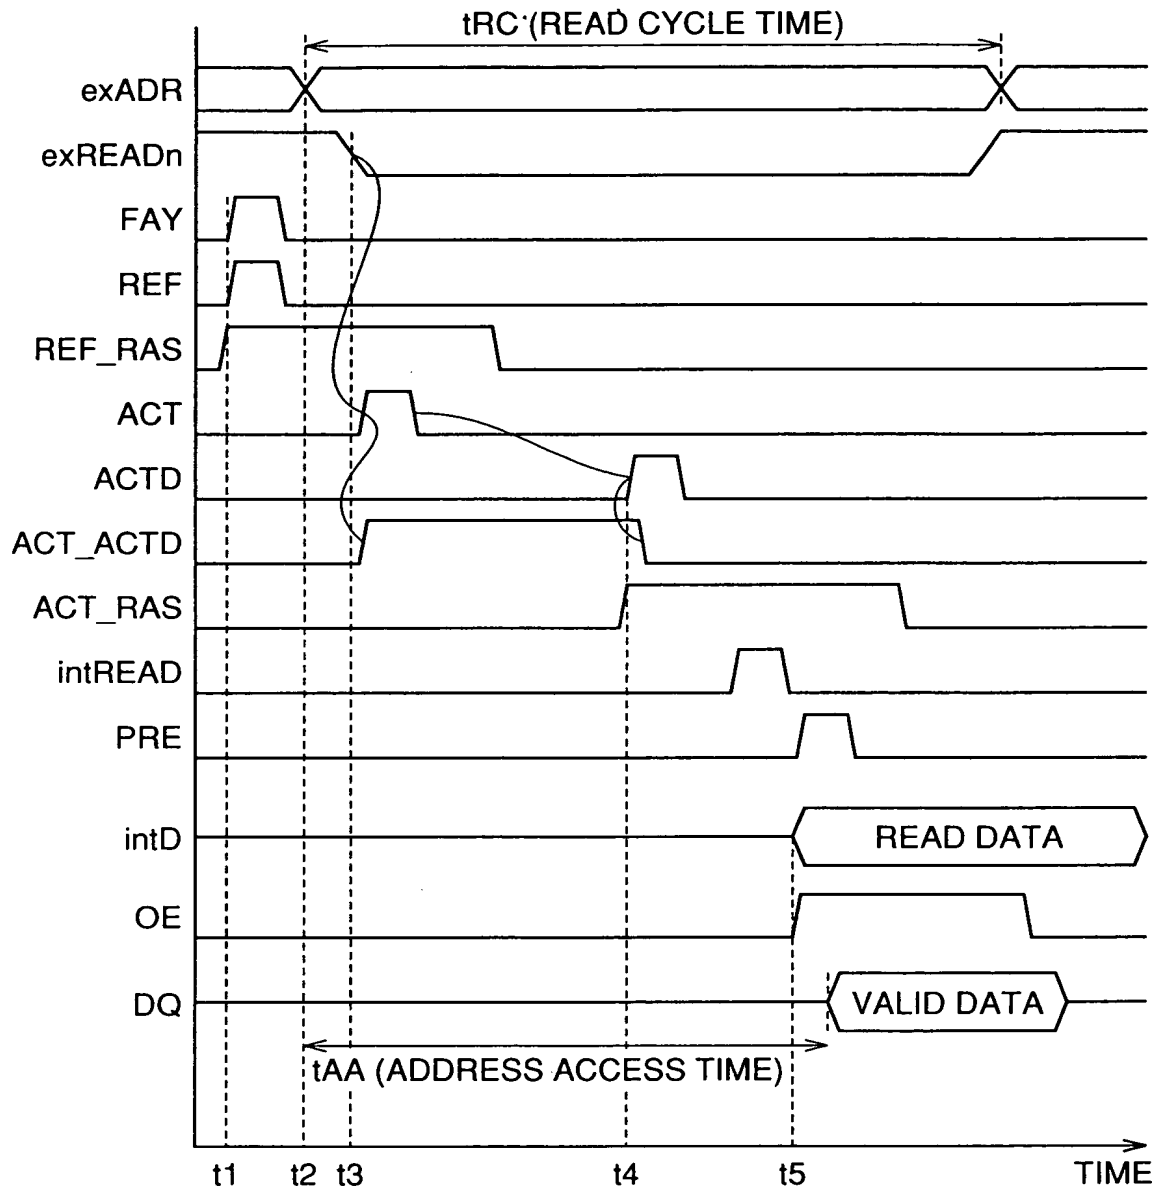 tRC (READ CYCLE TIME)
exADR
exREADn
FAY
REF
REF_RAS
ACT
ACTD
ACT_ACTD
ACT_RAS
intREAD
PRE
intD READ DATA
OE
DQ VALID DATA
tAA (ADDRESS ACCESS TIME)
t1 t2 t3 t4 t5 TIME